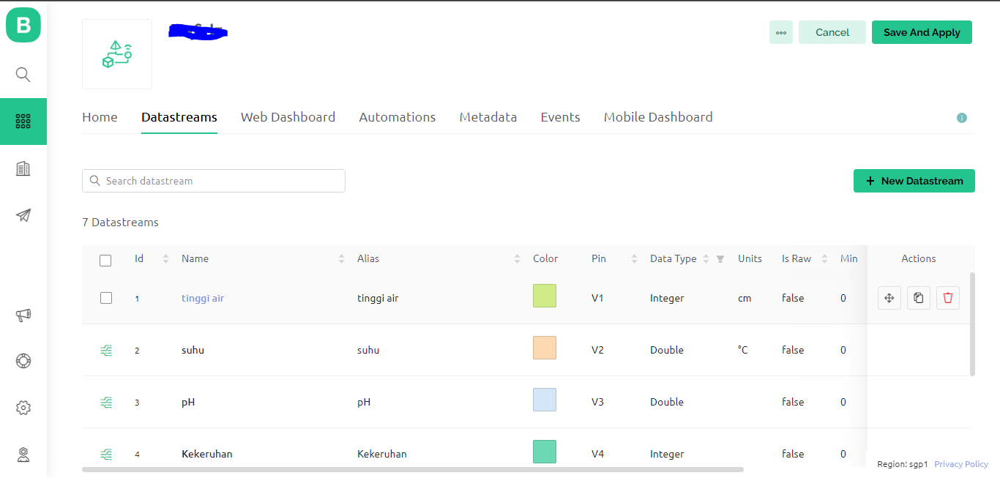 B
Cancel
Save And Apply
Home Datastreams Web Dashboard Automations Metadata Events Mobile Dashboard
Search datastream
+ New Datastream
7 Datastreams
Id Name Alias Color Pin Data Type Units Is Raw Min Actions
1 tinggi air tinggi air V1 Integer cm false 0
2 suhu suhu V2 Double °C false 0
3 pH pH V3 Double false 0
4 Kekeruhan Kekeruhan V4 Integer false 0
Region: sgp1 Privacy Policy